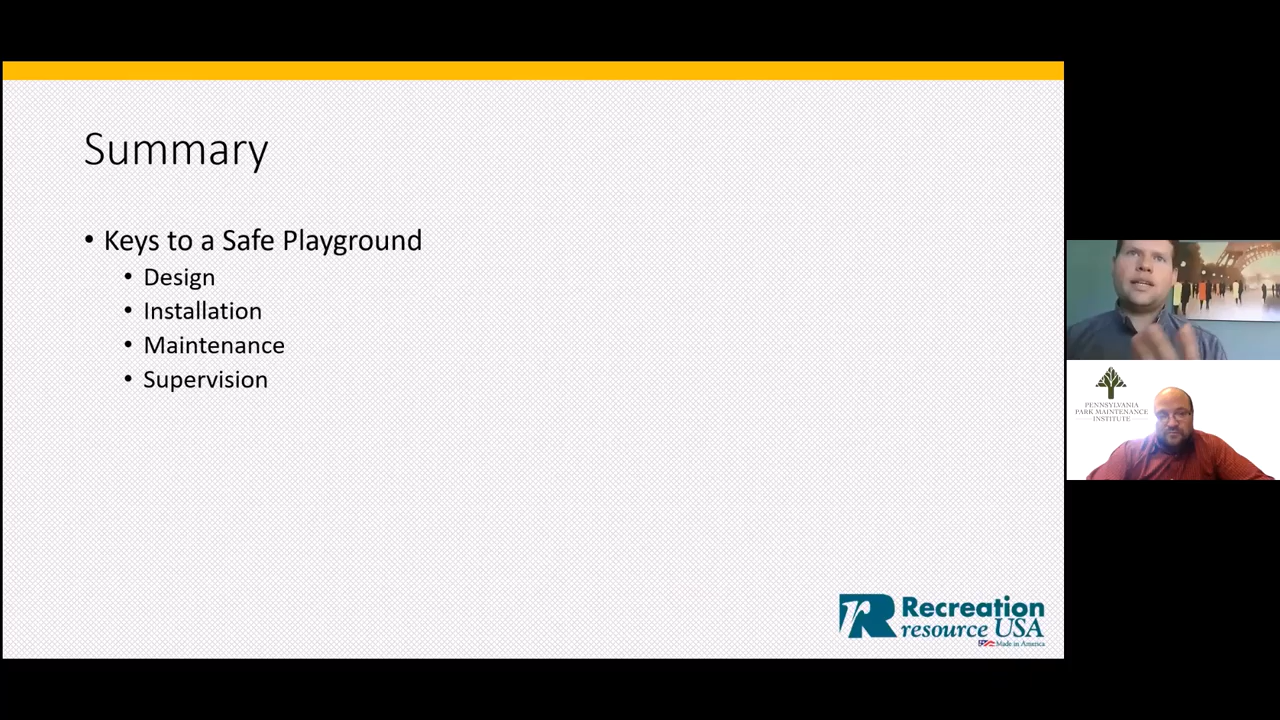 Summary
• Keys to a Safe Playground
• Design
• Installation
• Maintenance
• Supervision
Recreation
resource USA
Made in America
PENNSYLVANIA
PARK MAINTENANCE
INSTITUTE